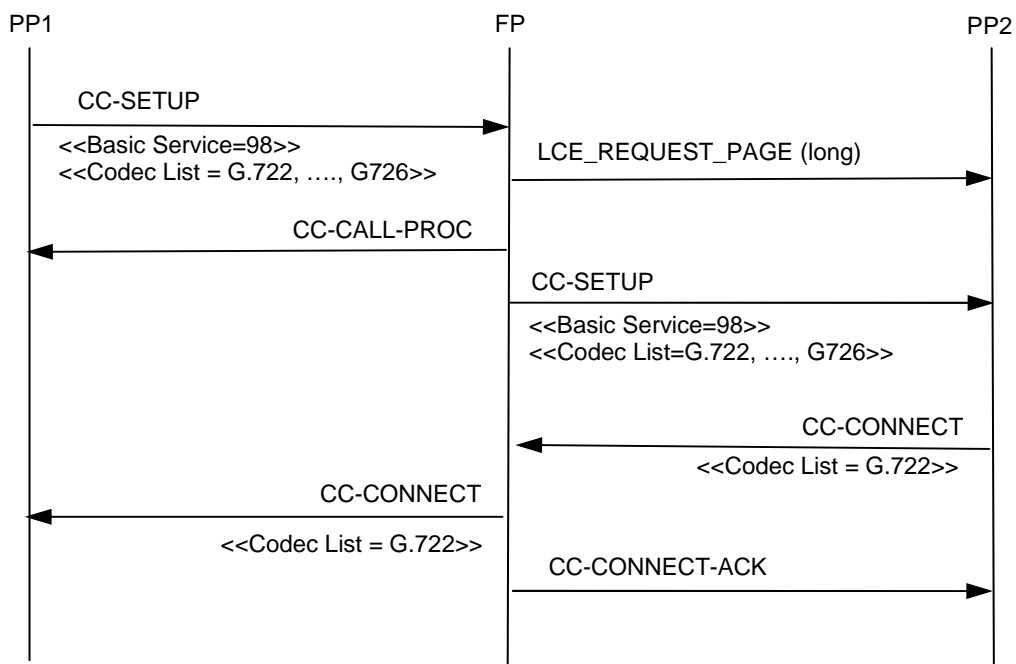 PP1
FP
PP2
CC-SETUP
<<Basic Service=98>>
<<Codec List = G.722, …., G726>>
LCE_REQUEST_PAGE (long)
CC-CALL-PROC
CC-SETUP
<<Basic Service=98>>
<<Codec List=G.722, …., G726>>
CC-CONNECT
<<Codec List = G.722>>
CC-CONNECT
<<Codec List = G.722>>
CC-CONNECT-ACK